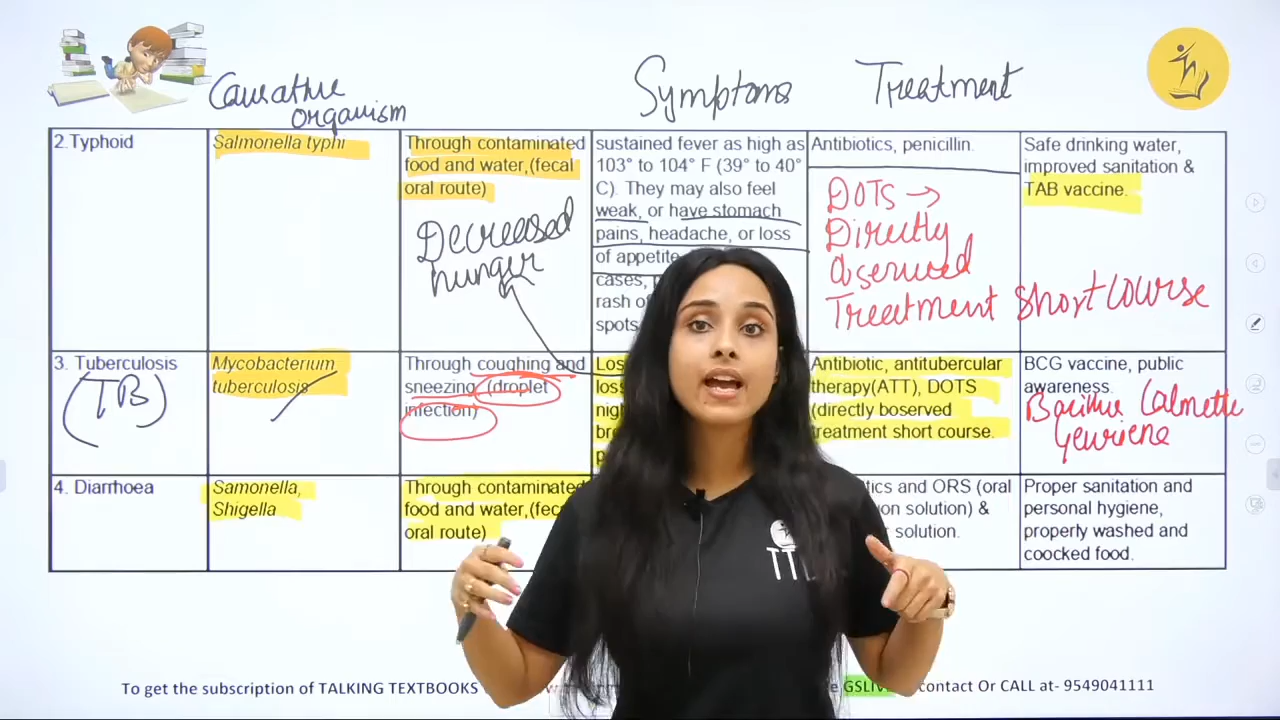 Causative
organism
Symptoms
Treatment
2.Typhoid
Salmonella typhi
Through contaminated
food and water,(fecal
oral route)
Decreased
hunger
sustained fever as high as
103° to 104° F (39° to 40°
C). They may also feel
weak, or have stomach
pains, headache, or loss
of appetite
cases,
rash of
spots
Antibiotics, penicillin.
DOTS →
Directly
Observed
Treatment Short course
Safe drinking water,
improved sanitation &
TAB vaccine.
3. Tuberculosis
(TB)
Mycobacterium
tuberculosis
Through coughing and
sneezing (droplet
infection)
Antibiotic, antitubercular
therapy(ATT), DOTS
(directly boserved
treatment short course.
BCG vaccine, public
awareness.
Calmette
4. Diarrhoea
Samonella,
Shigella
Through contaminated
food and water,(fec
oral route)
and ORS (oral
solution) &
solution.
Proper sanitation and
personal hygiene,
properly washed and
coocked food.
To get the subscription of TALKING TEXTBOOKS
GSLIVE
contact Or CALL at- 9549041111